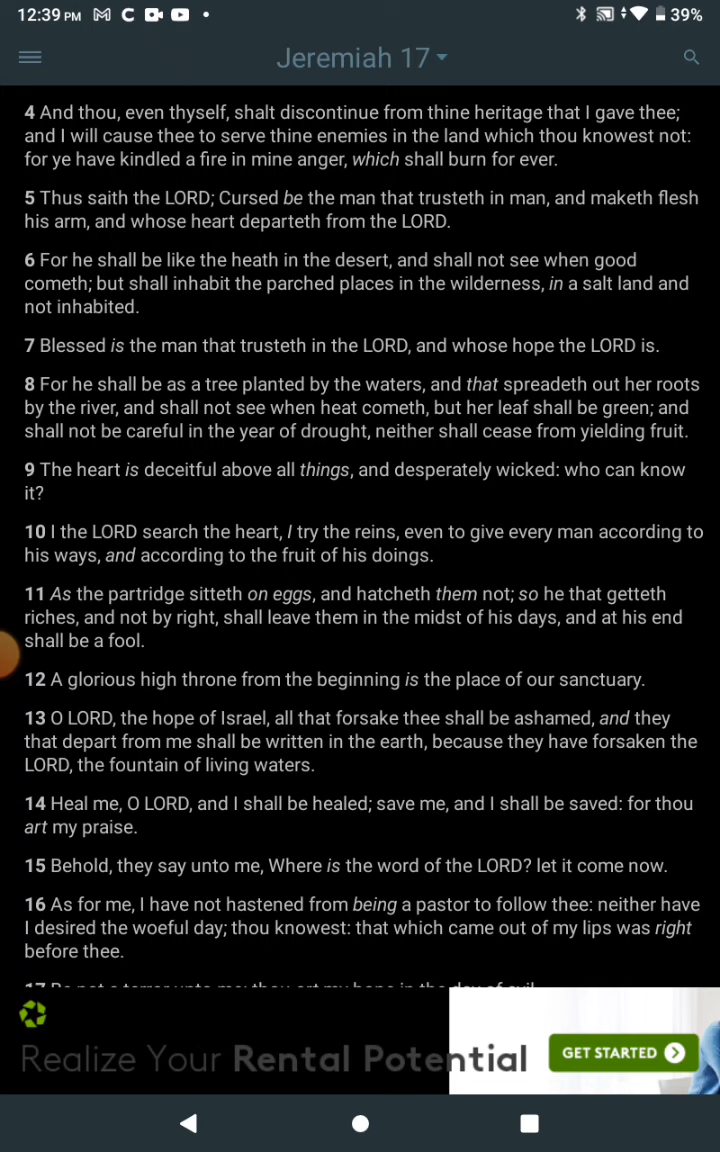 12:39 PM
39%
Jeremiah 17
4 And thou, even thyself, shalt discontinue from thine heritage that I gave thee;
and I will cause thee to serve thine enemies in the land which thou knowest not:
for ye have kindled a fire in mine anger, which shall burn for ever.
5 Thus saith the LORD; Cursed be the man that trusteth in man, and maketh flesh
his arm, and whose heart departeth from the LORD.
6 For he shall be like the heath in the desert, and shall not see when good
cometh; but shall inhabit the parched places in the wilderness, in a salt land and
not inhabited.
7 Blessed is the man that trusteth in the LORD, and whose hope the LORD is.
8 For he shall be as a tree planted by the waters, and that spreadeth out her roots
by the river, and shall not see when heat cometh, but her leaf shall be green; and
shall not be careful in the year of drought, neither shall cease from yielding fruit.
9 The heart is deceitful above all things, and desperately wicked: who can know
it?
10 I the LORD search the heart, I try the reins, even to give every man according to
his ways, and according to the fruit of his doings.
11 As the partridge sitteth on eggs, and hatcheth them not; so he that getteth
riches, and not by right, shall leave them in the midst of his days, and at his end
shall be a fool.
12 A glorious high throne from the beginning is the place of our sanctuary.
13 O LORD, the hope of Israel, all that forsake thee shall be ashamed, and they
that depart from me shall be written in the earth, because they have forsaken the
LORD, the fountain of living waters.
14 Heal me, O LORD, and I shall be healed; save me, and I shall be saved: for thou
art my praise.
15 Behold, they say unto me, Where is the word of the LORD? let it come now.
16 As for me, I have not hastened from being a pastor to follow thee: neither have
I desired the woeful day; thou knowest: that which came out of my lips was right
before thee.
17 Be not a terror unto me: thou art my hope in the day of evil.
Realize Your Rental Potential
GET STARTED